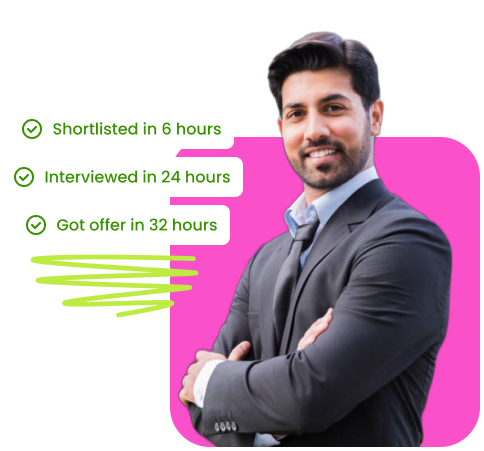 Shortlisted in 6 hours
Interviewed in 24 hours
Got offer in 32 hours